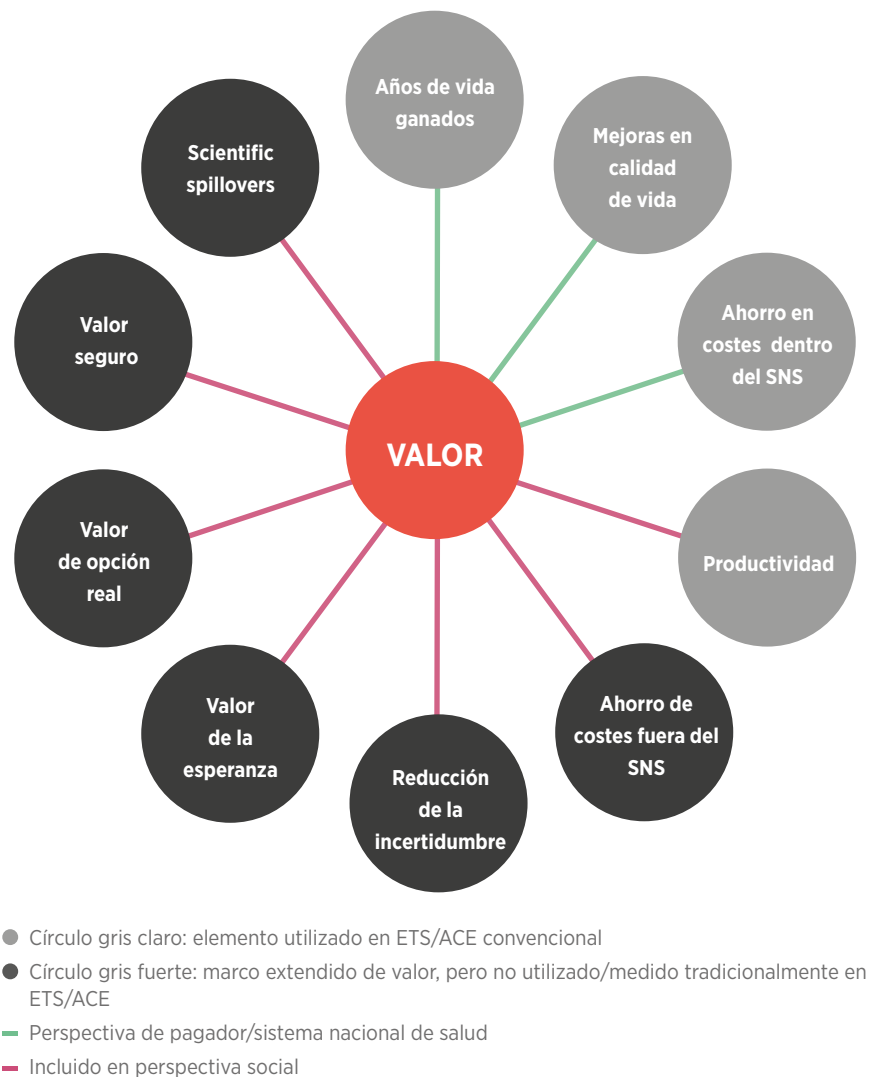 Años de vida
ganados
Mejoras en
calidad
de vida
Ahorro en
costes dentro
del SNS
Productividad
Ahorro de
costes fuera del
SNS
Reducción
de la
incertidumbre
Valor
de la
esperanza
Valor
de opción
real
Valor
seguro
Scientific
spillovers
VALOR
Círculo gris claro: elemento utilizado en ETS/ACE convencional
Círculo gris fuerte: marco extendido de valor, pero no utilizado/medido tradicionalmente en
ETS/ACE
Perspectiva de pagador/sistema nacional de salud
Incluido en perspectiva social